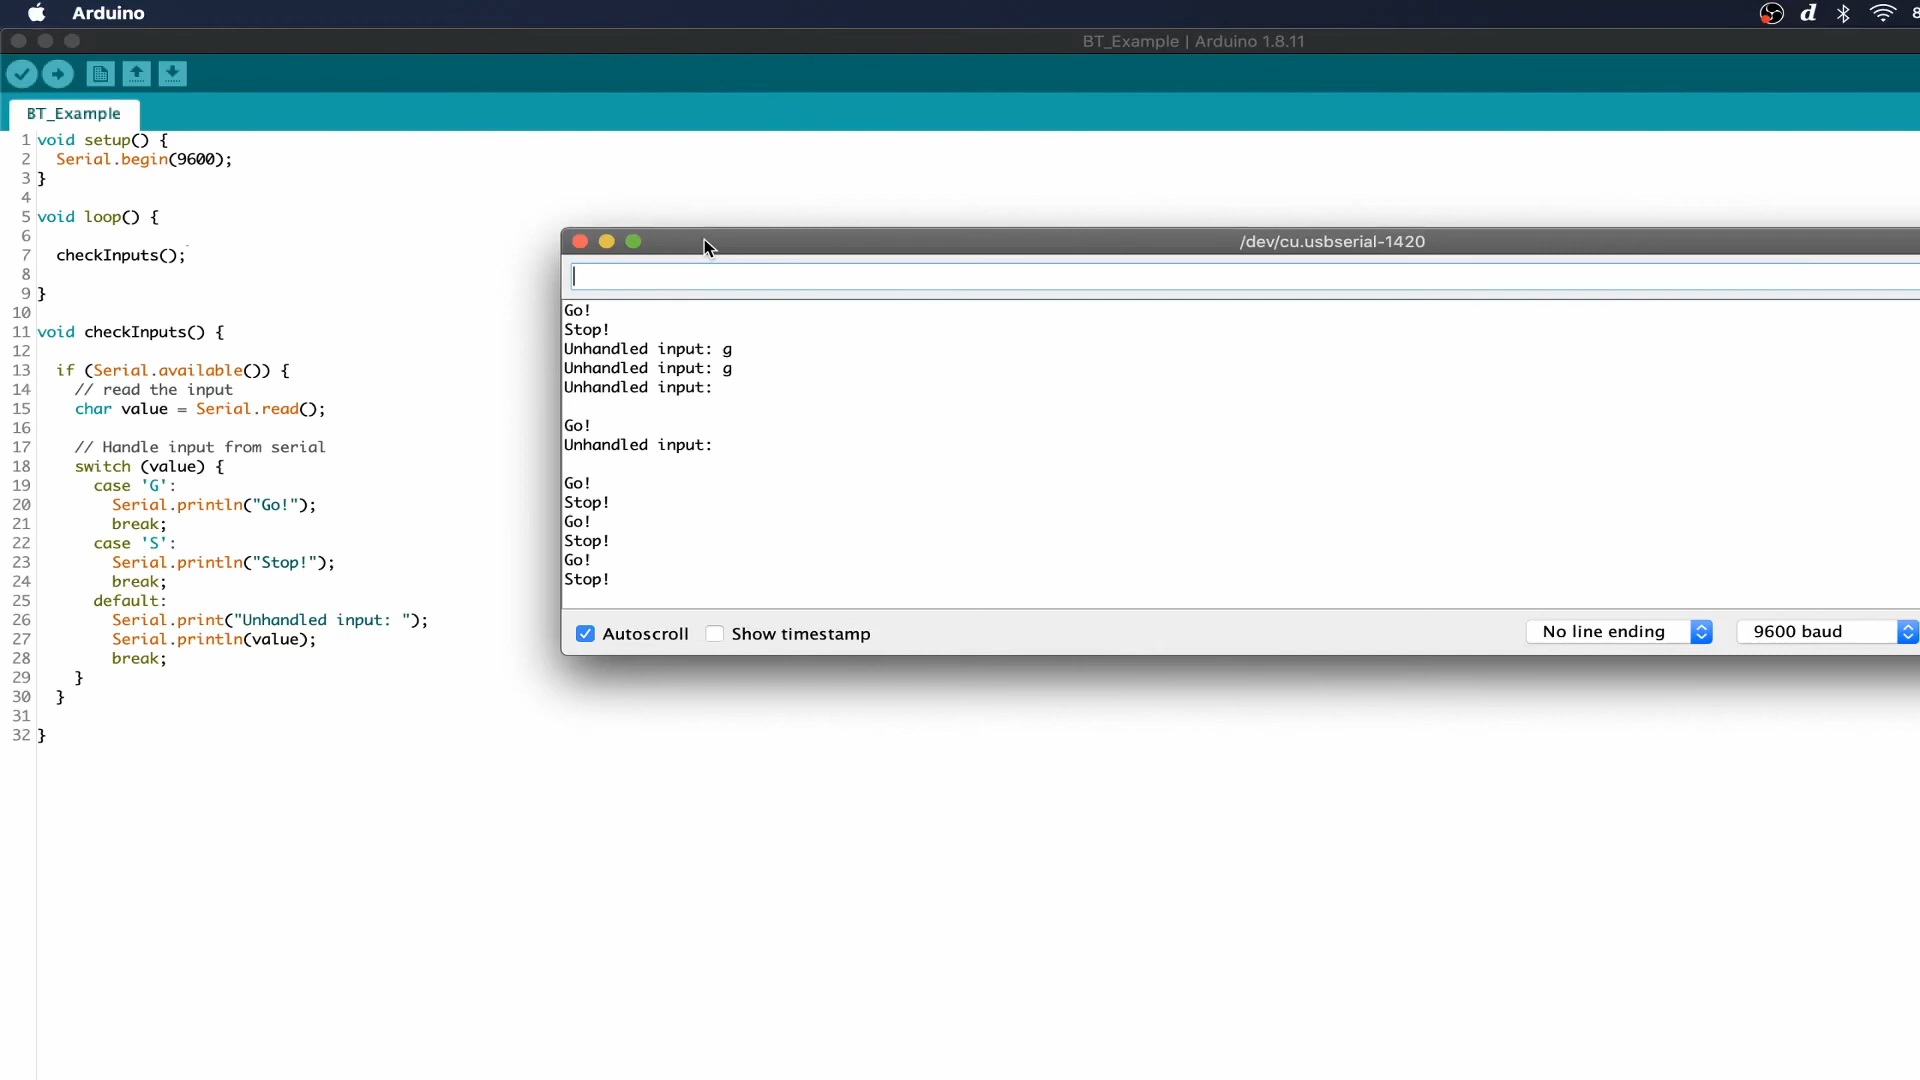 Arduino
BT_Example | Arduino 1.8.11
BT_Example
1 void setup() {
2 Serial.begin(9600);
3 }
4
5 void loop() {
6
7 checkInputs();
8
9 }
10
11 void checkInputs() {
12
13 if (Serial.available()) {
14 // read the input
15 char value = Serial.read();
16
17 // Handle input from serial
18 switch (value) {
19 case 'G':
20 Serial.println("Go!");
21 break;
22 case 'S':
23 Serial.println("Stop!");
24 break;
25 default:
26 Serial.print("Unhandled input: ");
27 Serial.println(value);
28 break;
29 }
30 }
31
32 }
/dev/cu.usbserial-1420
Go!
Stop!
Unhandled input: g
Unhandled input: g
Unhandled input:
Go!
Unhandled input:
Go!
Stop!
Go!
Stop!
Go!
Stop!
Autoscroll Show timestamp No line ending 9600 baud